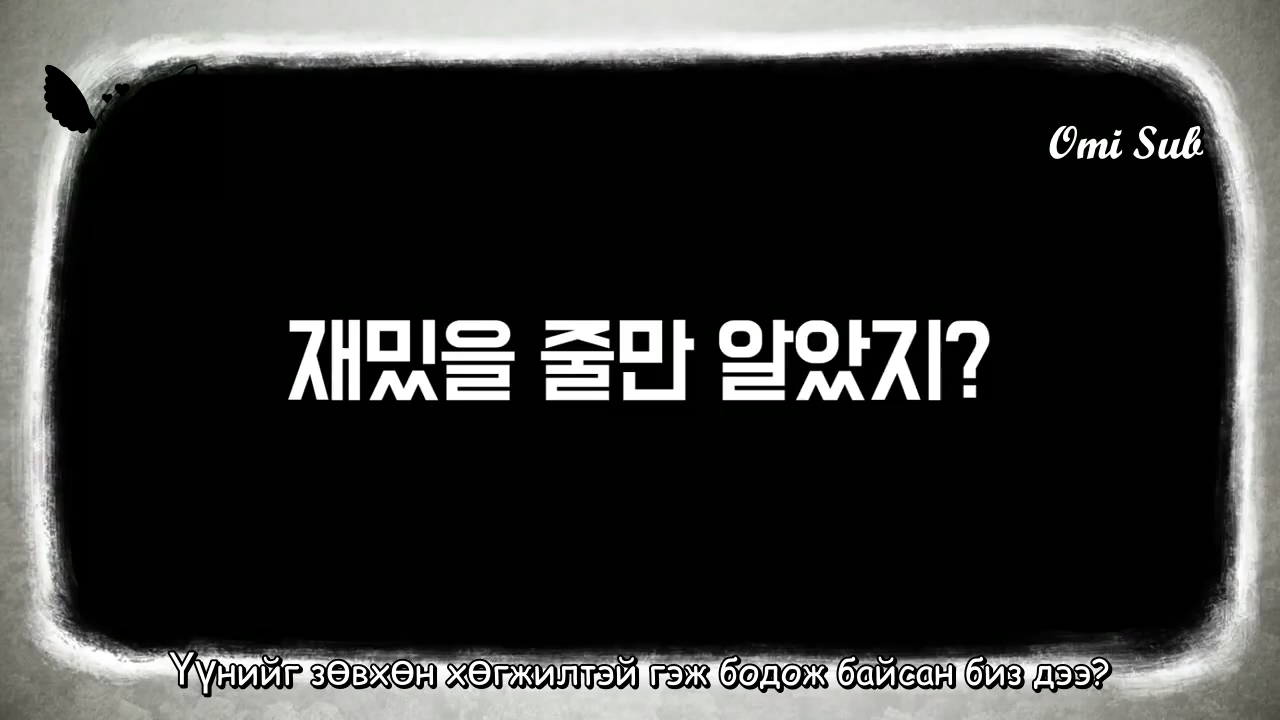 Omi Sub
재밌을 줄만 알았지?
Үүнийг зөвхөн хөгжилтэй гэж бодож байсан биз дээ?